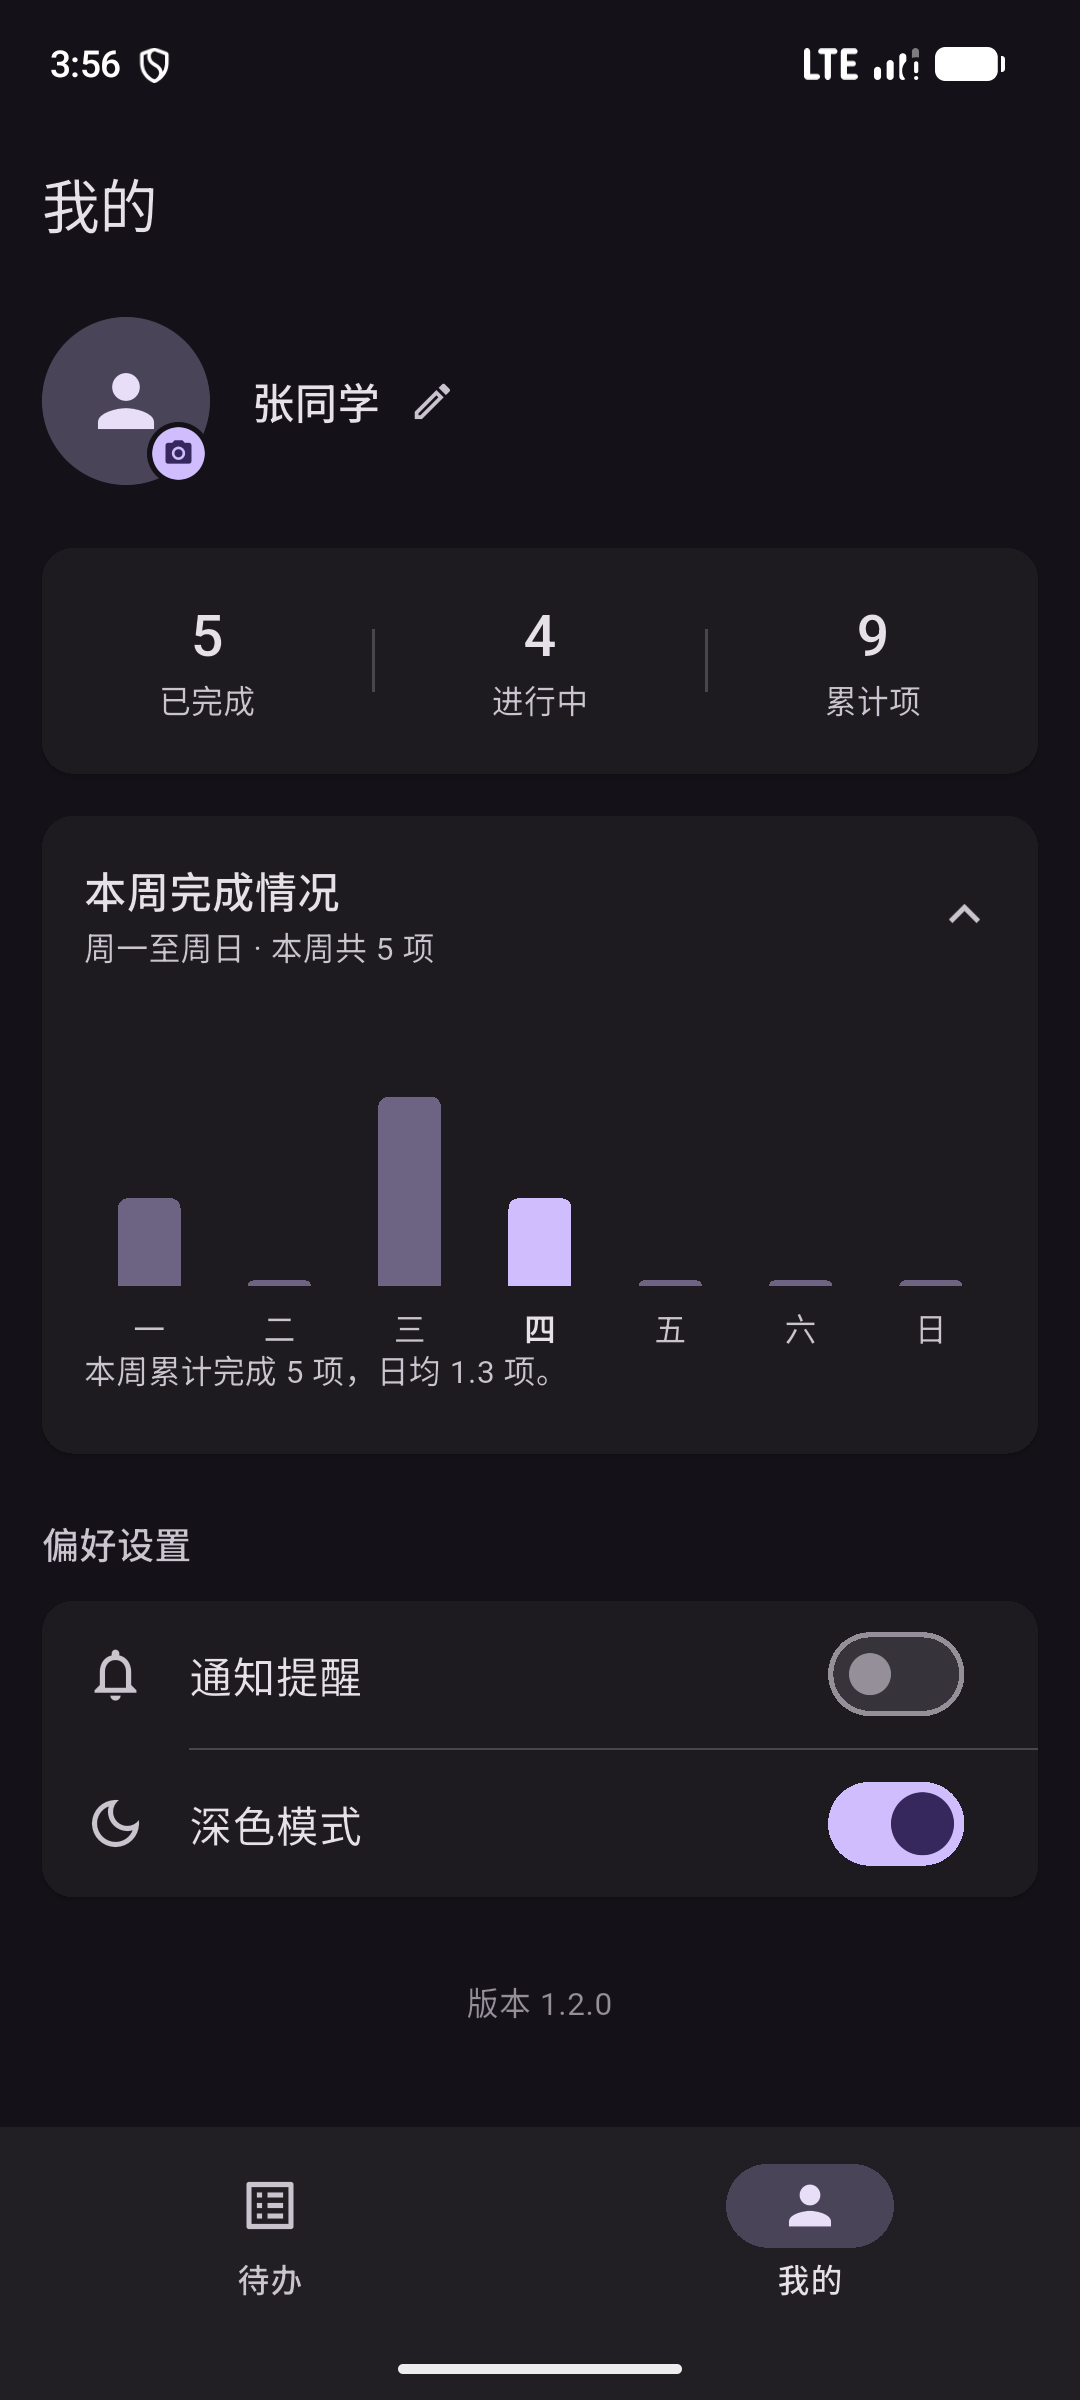 3:56
LTE
我的
张同学
5
已完成
4
进行中
9
累计项
本周完成情况
周一至周日 · 本周共 5 项
一 二 三 四 五 六 日
本周累计完成 5 项，日均 1.3 项。
偏好设置
通知提醒
深色模式
版本 1.2.0
待办
我的